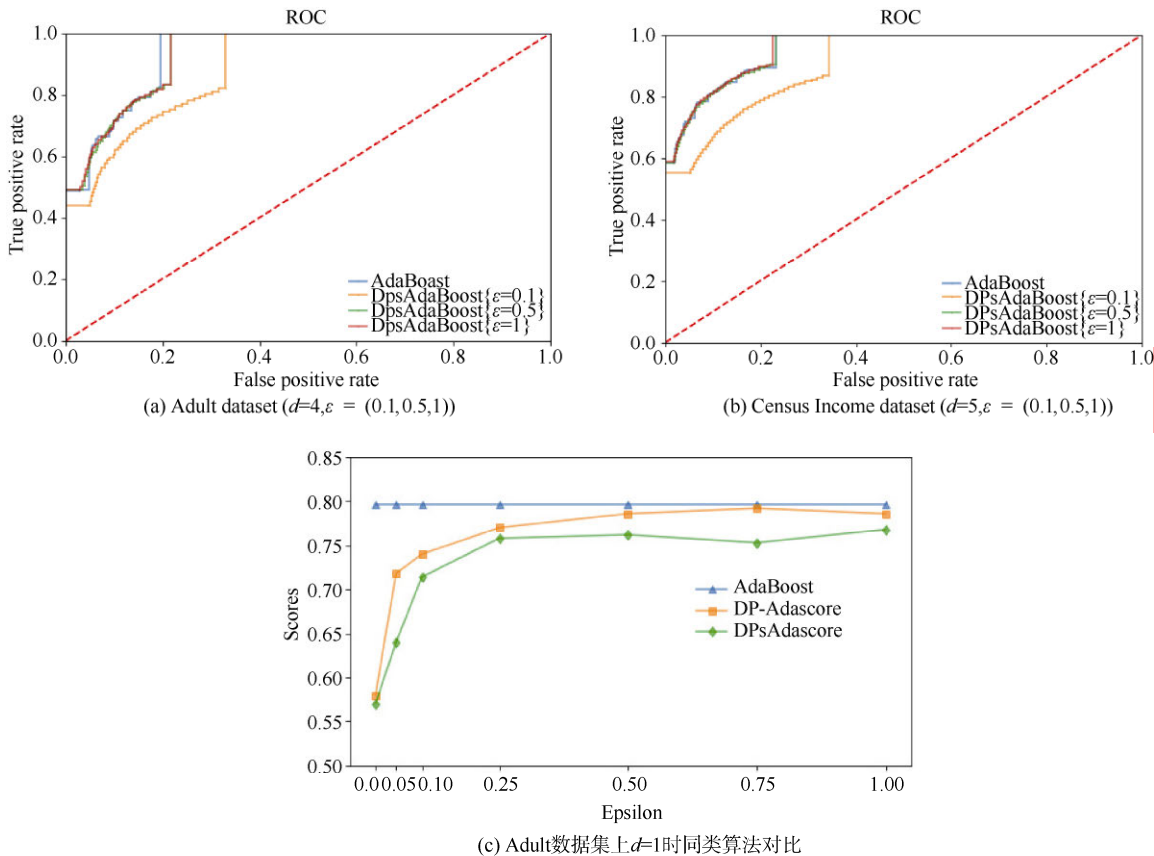 ROC
1.0
0.8
0.6
0.4
0.2
0.0
True positive rate
AdaBoast
DpsAdaBoost{ε=0.1}
DpsAdaBoost{ε=0.5}
DpsAdaBoost{ε=1}
0.0 0.2 0.4 0.6 0.8 1.0
False positive rate
(a) Adult dataset (d=4,ε = (0.1,0.5,1))
ROC
1.0
0.8
0.6
0.4
0.2
0.0
True positive rate
AdaBoost
DPsAdaBoost{ε=0.1}
DPsAdaBoost{ε=0.5}
DPsAdaBoost{ε=1}
0.0 0.2 0.4 0.6 0.8 1.0
False positive rate
(b) Census Income dataset (d=5,ε = (0.1,0.5,1))
0.85
0.80
0.75
0.70
0.65
0.60
0.55
0.50
Scores
AdaBoost
DP-Adascore
DPsAdascore
0.0 0.05 0.10 0.25 0.50 0.75 1.00
Epsilon
(c) Adult数据集上d=1时同类算法对比